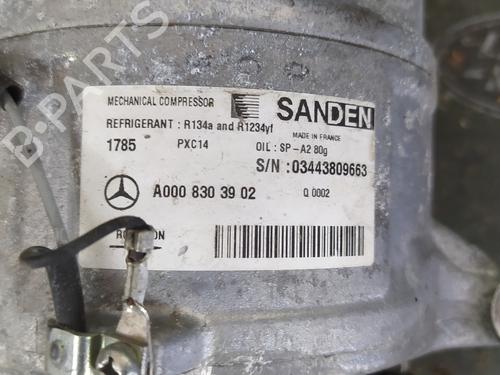 B-PARTS
MECHANICAL COMPRESSOR SANDEN
REFRIGERANT : R134a and R1234yf MADE IN FRANCE
1785 PXC14 OIL : SP-A2 80g
S/N : 03443809663
A000 830 39 02 Q 0002